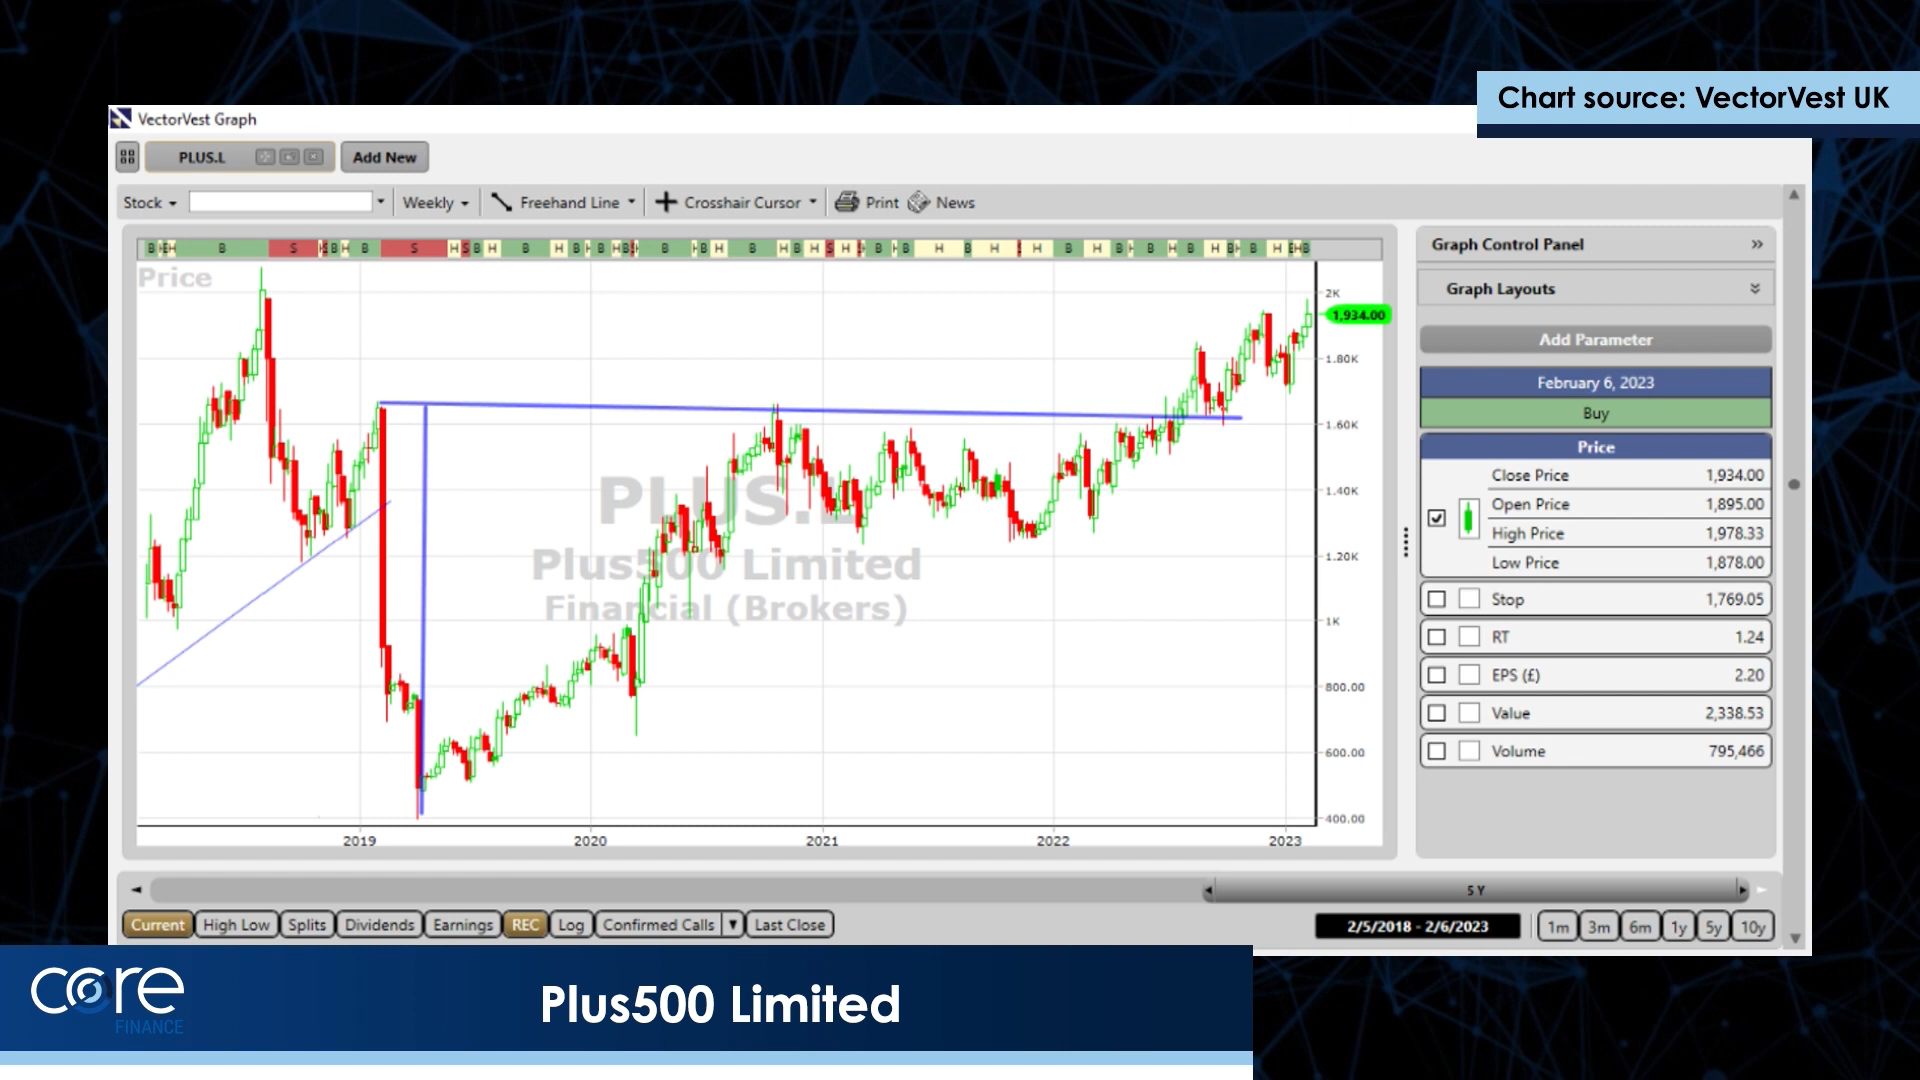 Chart source: VectorVest UK
VectorVest Graph
PLUS.L
Add New
Stock
Weekly
Freehand Line
Crosshair Cursor
Print
News
Price
PLUS.L
Plus500 Limited
Financial (Brokers)
2K
1,934.00
1.80K
1.60K
1.40K
1.20K
1K
800.00
600.00
400.00
2019 2020 2021 2022 2023
Graph Control Panel
Graph Layouts
Add Parameter
February 6, 2023
Buy
Price
Close Price 1,934.00
Open Price 1,895.00
High Price 1,978.33
Low Price 1,878.00
Stop 1,769.05
RT 1.24
EPS (£) 2.20
Value 2,338.53
Volume 795,466
5 Y
Current High Low Splits Dividends Earnings REC Log Confirmed Calls Last Close
2/5/2018 - 2/6/2023
1m 3m 6m 1y 5y 10y
core
FINANCE
Plus500 Limited